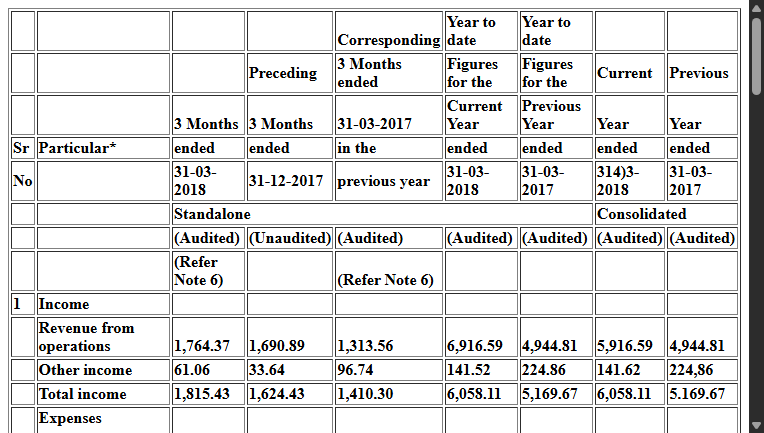 Year to Year to
Corresponding date date
Preceding 3 Months Figures Figures Current Previous
ended for the for the
Current Previous
3 Months 3 Months 31-03-2017 Year Year Year Year
Sr Particular* ended ended in the ended ended ended ended
No 31-03- 31-12-2017 previous year 31-03- 31-03- 314)3- 31-03-
2018 2018 2017 2018 2017
Standalone Consolidated
(Audited) (Unaudited) (Audited) (Audited) (Audited) (Audited) (Audited)
(Refer
Note 6) (Refer Note 6)
1 Income
Revenue from
operations 1,764.37 1,690.89 1,313.56 6,916.59 4,944.81 5,916.59 4,944.81
Other income 61.06 33.64 96.74 141.52 224.86 141.62 224,86
Total income 1,815.43 1,624.43 1,410.30 6,058.11 5,169.67 6,058.11 5.169.67
Expenses